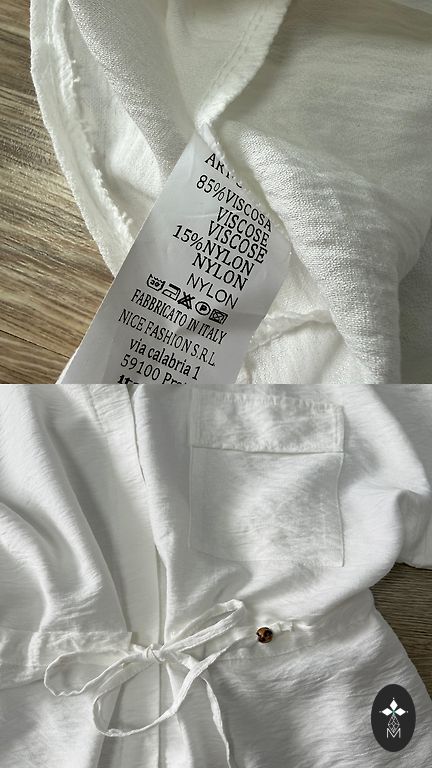 85%VISCOSA
VISCOSE
VISCOSE
15%NYLON
NYLON
NYLON
FABBRICATO IN ITALY
NICE FASHION S.R.L.
via calabria 1
59100
M